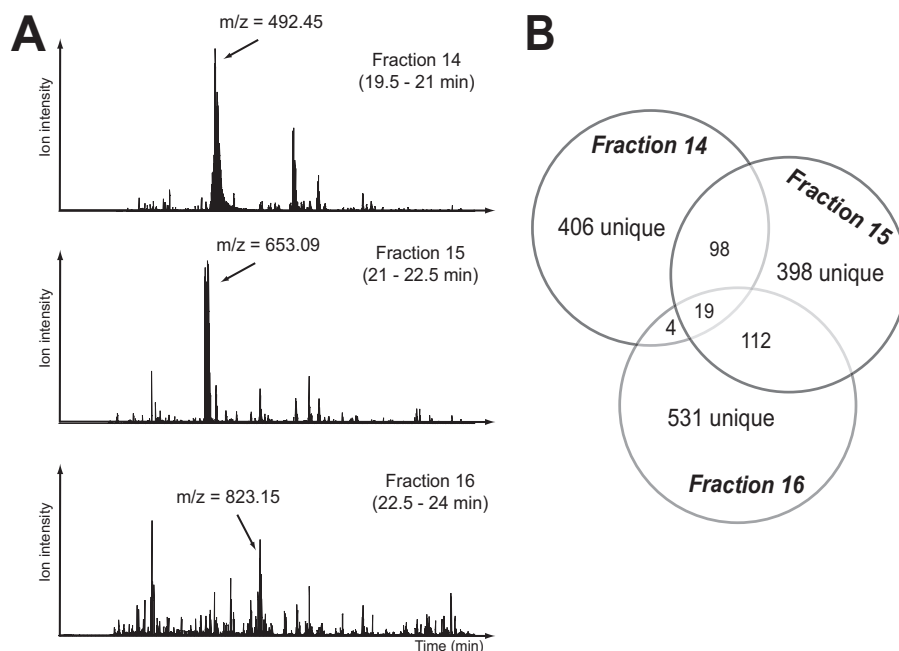 A
m/z = 492.45
Fraction 14
(19.5 - 21 min)
Ion intensity
m/z = 653.09
Fraction 15
(21 - 22.5 min)
Ion intensity
m/z = 823.15
Fraction 16
(22.5 - 24 min)
Ion intensity
Time (min)
B
Fraction 14
Fraction 15
406 unique
98
398 unique
19
4
112
531 unique
Fraction 16